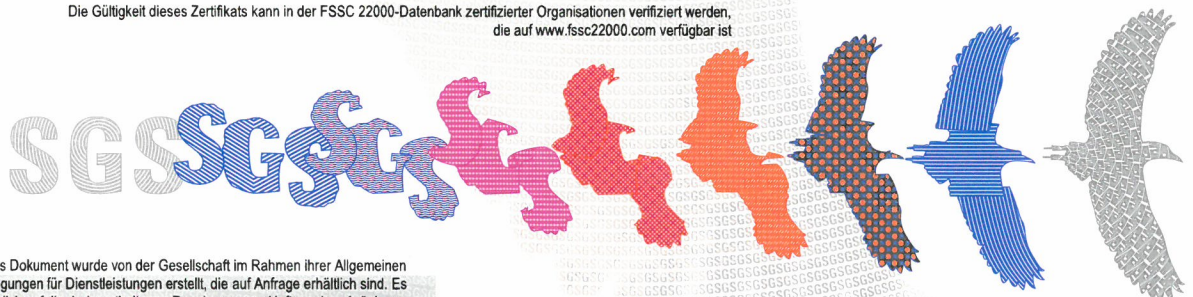 Die Gültigkeit dieses Zertifikats kann in der FSSC 22000-Datenbank zertifizierter Organisationen verifiziert werden,
die auf www.fssc22000.com verfügbar ist
SGS SGS SGS
s Dokument wurde von der Gesellschaft im Rahmen ihrer Allgemeinen
gungen für Dienstleistungen erstellt, die auf Anfrage erhältlich sind. Es